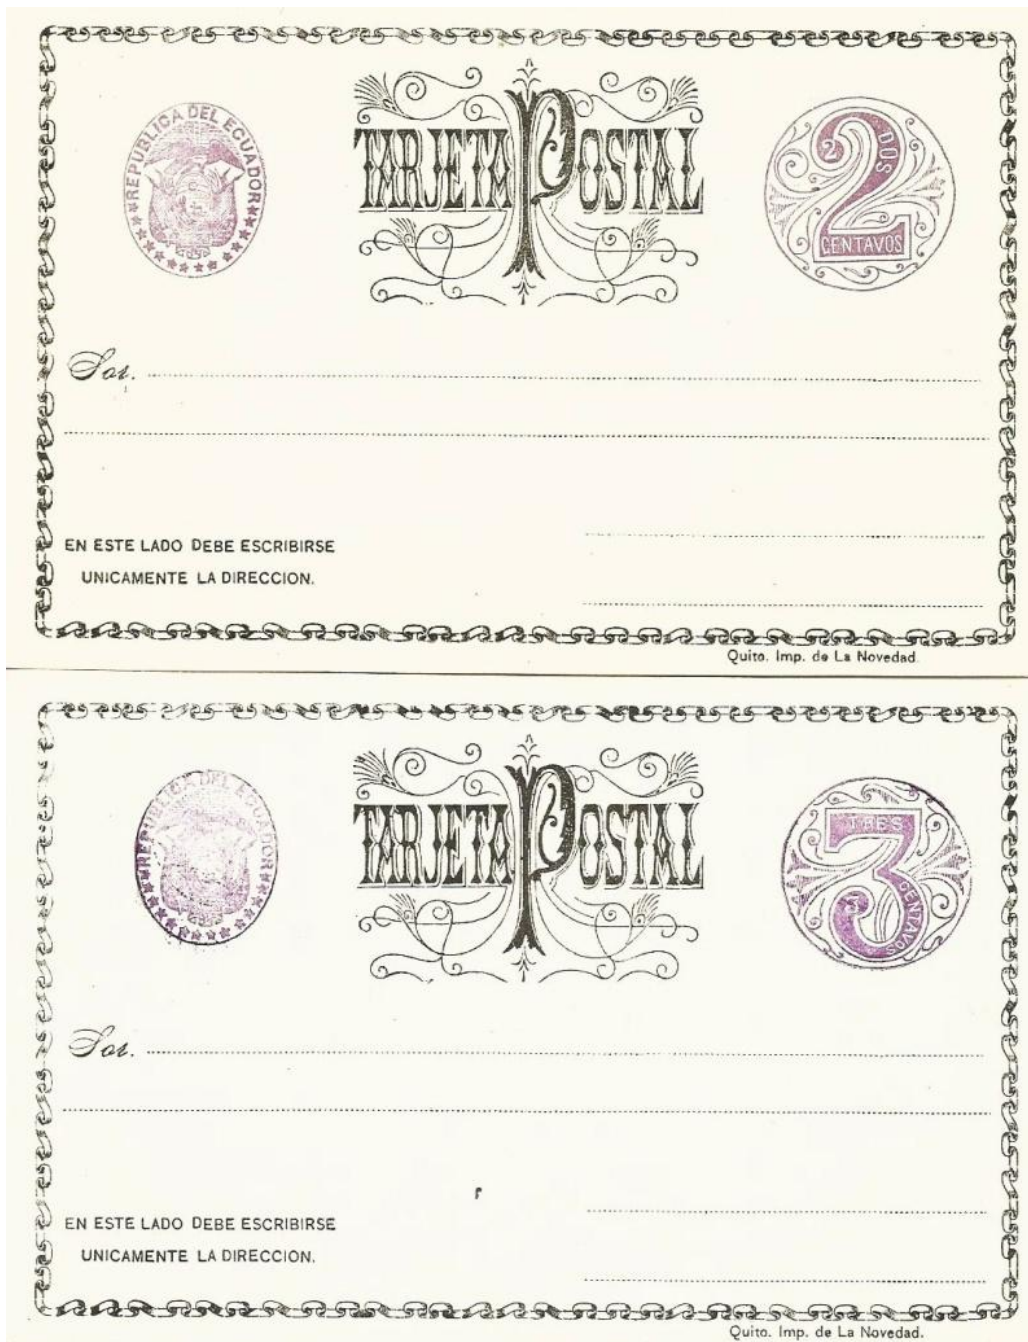 REPUBLICA DEL ECUADOR
TARJETA POSTAL
2 DOS
CENTAVOS
Sor.
EN ESTE LADO DEBE ESCRIBIRSE
UNICAMENTE LA DIRECCION.
Quito. Imp. de La Novedad.
REPUBLICA DEL ECUADOR
TARJETA POSTAL
TRES
3 CENTAVOS
Sor.
EN ESTE LADO DEBE ESCRIBIRSE
UNICAMENTE LA DIRECCION.
Quito. Imp. de La Novedad.